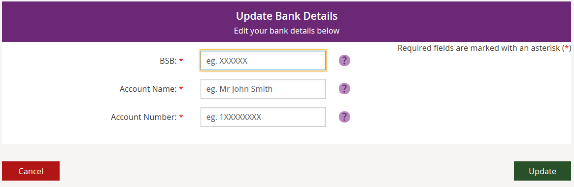 Update Bank Details
Edit your bank details below
Required fields are marked with an asterisk (*)
BSB: * eg. XXXXXX ?
Account Name: * eg. Mr John Smith ?
Account Number: * eg. 1XXXXXXXX ?
Cancel Update